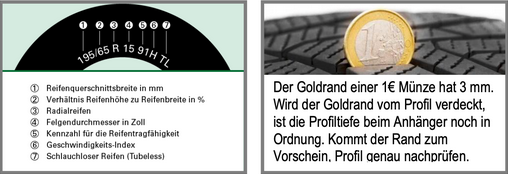 ① ② ③ ④ ⑤ ⑥ ⑦
195/65 R 15 91H TL
① Reifenquerschnittsbreite in mm
② Verhältnis Reifenhöhe zu Reifenbreite in %
③ Radialreifen
④ Felgendurchmesser in Zoll
⑤ Kennzahl für die Reifentragfähigkeit
⑥ Geschwindigkeits-Index
⑦ Schlauchloser Reifen (Tubeless)
1
Der Goldrand einer 1€ Münze hat 3 mm.
Wird der Goldrand vom Profil verdeckt,
ist die Profiltiefe beim Anhänger noch in
Ordnung. Kommt der Rand zum
Vorschein, Profil genau nachprüfen.